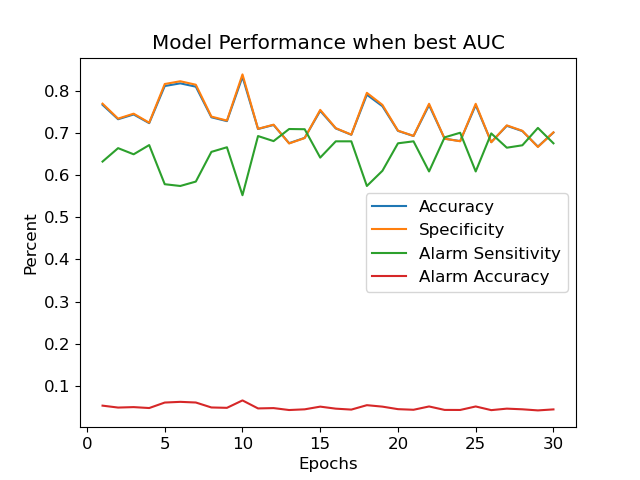 Model Performance when best AUC
0.8
0.7
0.6
0.5
0.4
0.3
0.2
0.1
Percent
Accuracy
Specificity
Alarm Sensitivity
Alarm Accuracy
0 5 10 15 20 25 30
Epochs